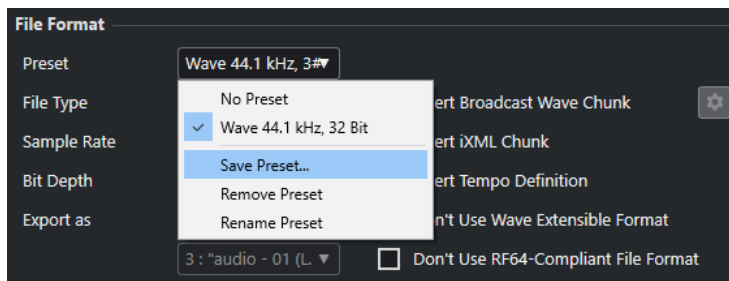 File Format
Preset
Wave 44.1 kHz, 3#
File Type
No Preset
ert Broadcast Wave Chunk
Sample Rate
Wave 44.1 kHz, 32 Bit
ert iXML Chunk
Bit Depth
Save Preset...
ert Tempo Definition
Remove Preset
Export as
Rename Preset
n't Use Wave Extensible Format
3 : "audio - 01 (L.
Don't Use RF64-Compliant File Format